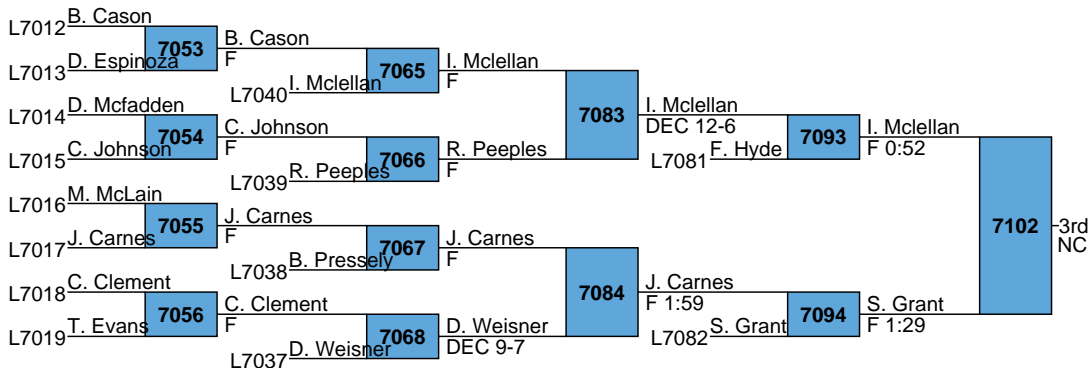 L7012 B. Cason
7053
L7013 D. Espinoza
B. Cason
F
7065
L7040 I. Mclellan
I. Mclellan
F
L7014 D. Mcfadden
7054
L7015 C. Johnson
C. Johnson
F
7066
L7039 R. Peeples
R. Peeples
F
7083
I. Mclellan
DEC 12-6
7093
L7081 F. Hyde
I. Mclellan
F 0:52
L7016 M. McLain
7055
L7017 J. Carnes
J. Carnes
F
7067
L7038 B. Pressely
J. Carnes
F
L7018 C. Clement
7056
L7019 T. Evans
C. Clement
F
7068
L7037 D. Weisner
D. Weisner
DEC 9-7
7084
J. Carnes
F 1:59
7094
L7082 S. Grant
S. Grant
F 1:29
7102
3rd
NC